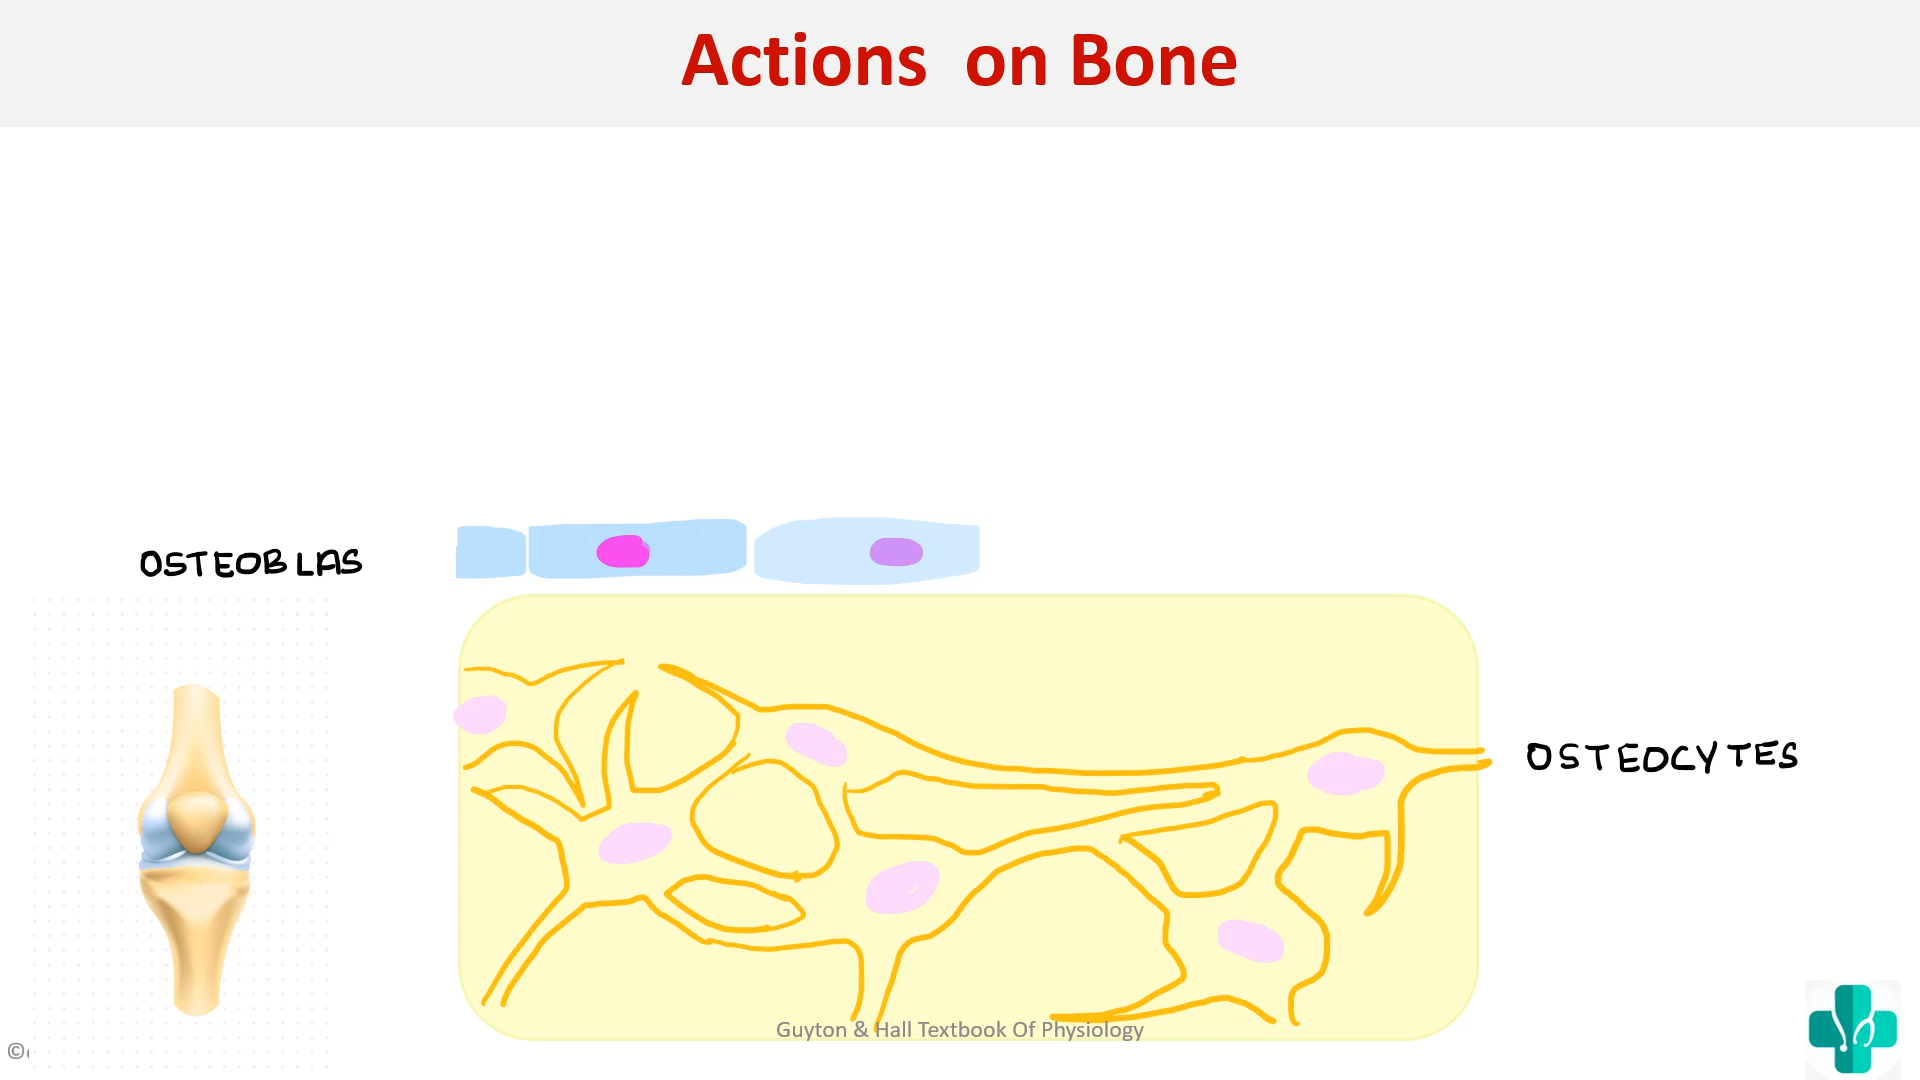 Actions on Bone
OSTEOBLAS
OSTEOCYTES
Guyton & Hall Textbook Of Physiology
©